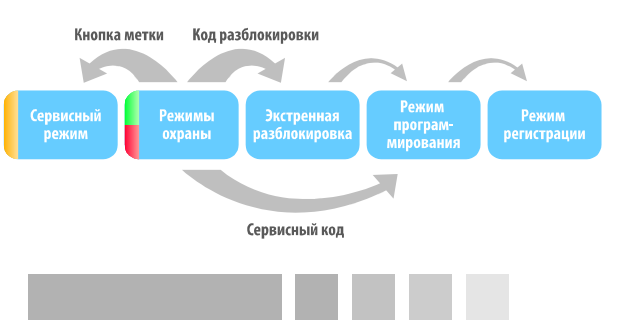 Кнопка метки
Код разблокировки
Сервисный
режим
Режимы
охраны
Экстренная
разблокировка
Режим
програм-
мирования
Режим
регистрации
Сервисный код